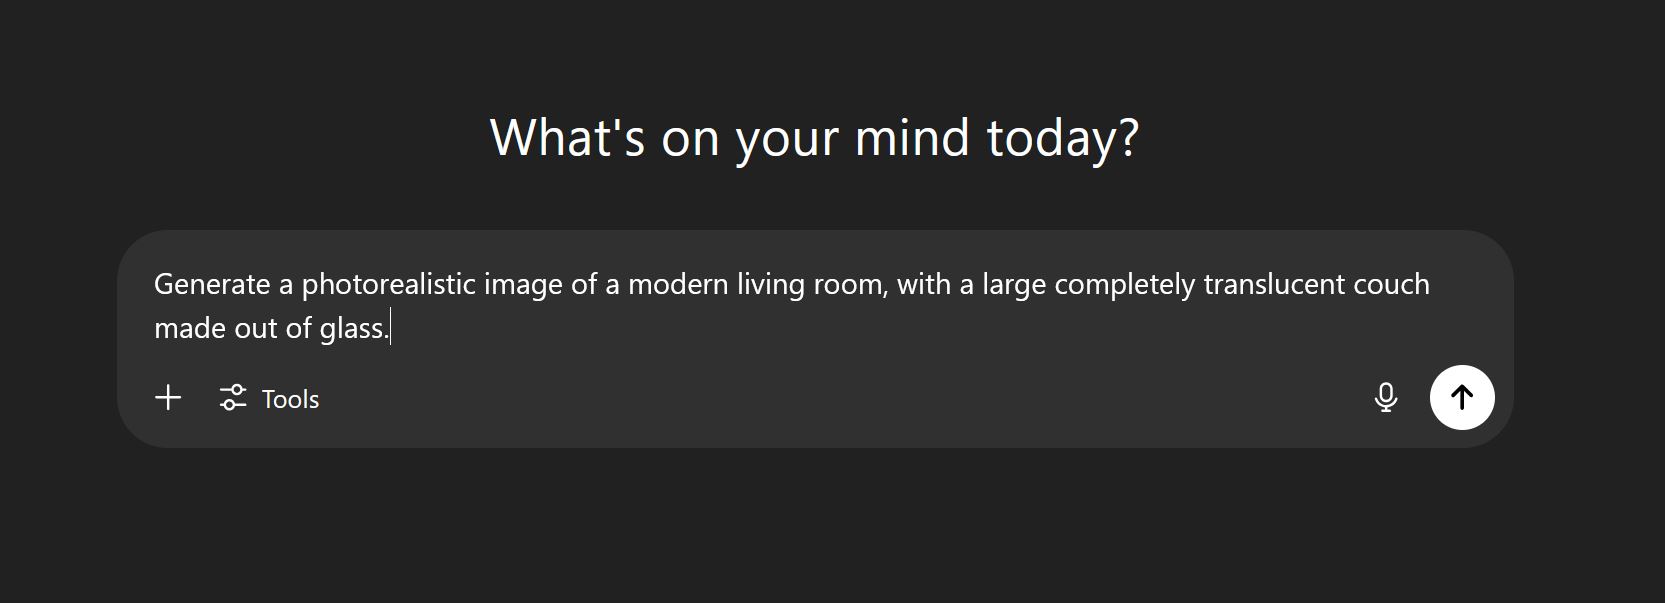 What's on your mind today?
Generate a photorealistic image of a modern living room, with a large completely translucent couch
made out of glass.
Tools